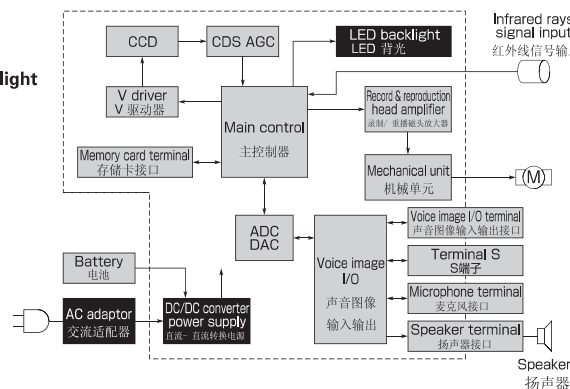 Infrared rays
signal input
红外线信号输
CCD
CDS AGC
LED backlight
LED 背光
light
V driver
V 驱动器
Main control
主控制器
Record & reproduction
head amplifier
录制/ 重播磁头放大器
Memory card terminal
存储卡接口
Mechanical unit
机械单元
M
ADC
DAC
Voice image
I/O
声音图像
输入输出
Voice image I/O terminal
声音图像输入输出接口
Terminal S
S端子
Microphone terminal
麦克风接口
Speaker terminal
扬声器接口
Battery
电池
AC adaptor
交流适配器
DC/DC converter
power supply
直流- 直流转换电源
Speaker
扬声器